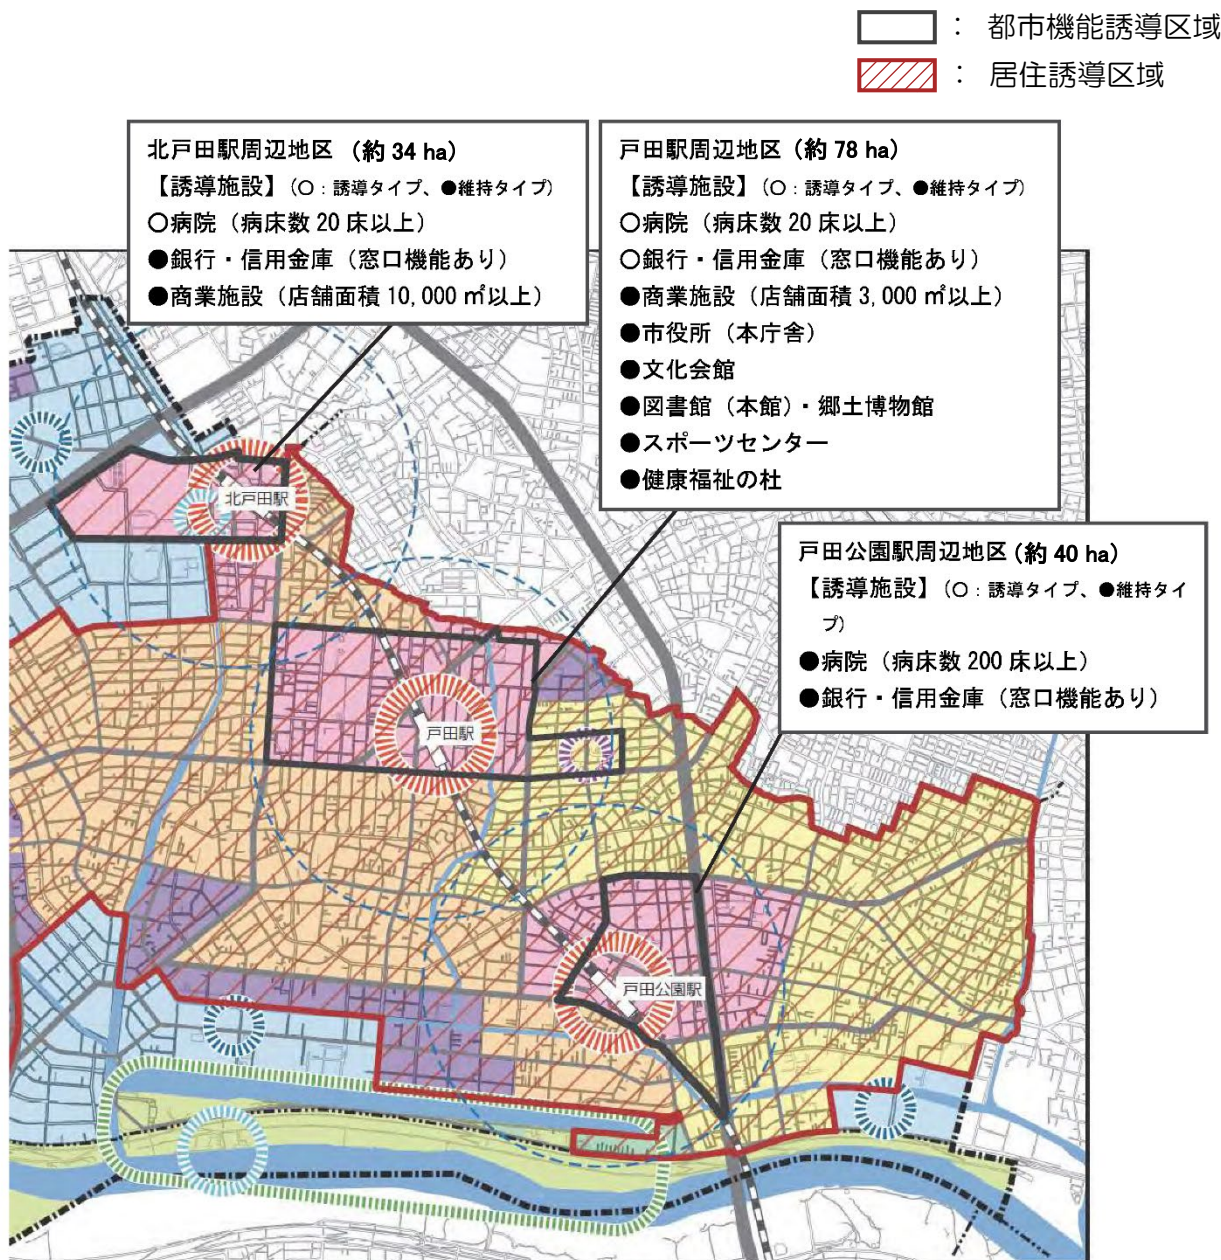 ： 都市機能誘導区域
： 居住誘導区域
北戸田駅周辺地区 （約 34 ha）
【誘導施設】（○：誘導タイプ、●維持タイプ）
○病院（病床数 20 床以上）
●銀行・信用金庫（窓口機能あり）
●商業施設（店舗面積 10,000 ㎡以上）
戸田駅周辺地区（約 78 ha）
【誘導施設】（○：誘導タイプ、●維持タイプ）
○病院（病床数 20 床以上）
○銀行・信用金庫（窓口機能あり）
●商業施設（店舗面積 3,000 ㎡以上）
●市役所（本庁舎）
●文化会館
●図書館（本館）・郷土博物館
●スポーツセンター
●健康福祉の杜
戸田公園駅周辺地区（約 40 ha）
【誘導施設】（○：誘導タイプ、●維持タイ
プ）
●病院（病床数 200 床以上）
●銀行・信用金庫（窓口機能あり）
北戸田駅
戸田駅
戸田公園駅